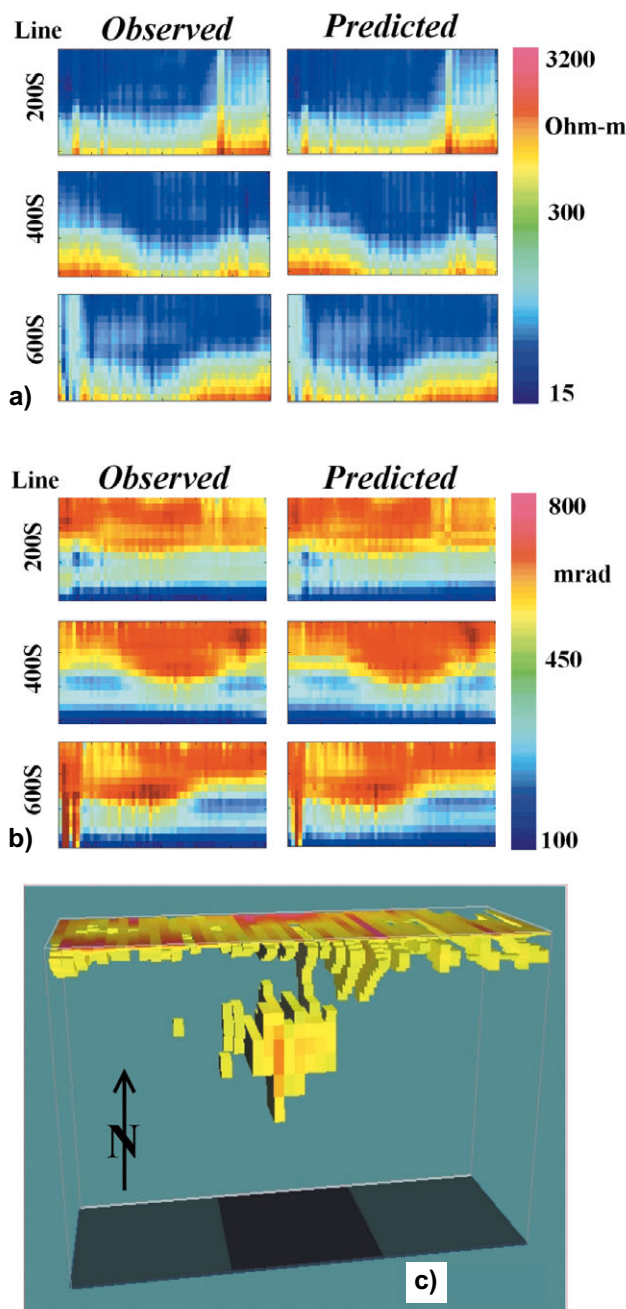 Line Observed Predicted
200S
400S
600S
3200
Ohm-m
300
15
a)
Line Observed Predicted
200S
400S
600S
800
mrad
450
100
b)
N
c)